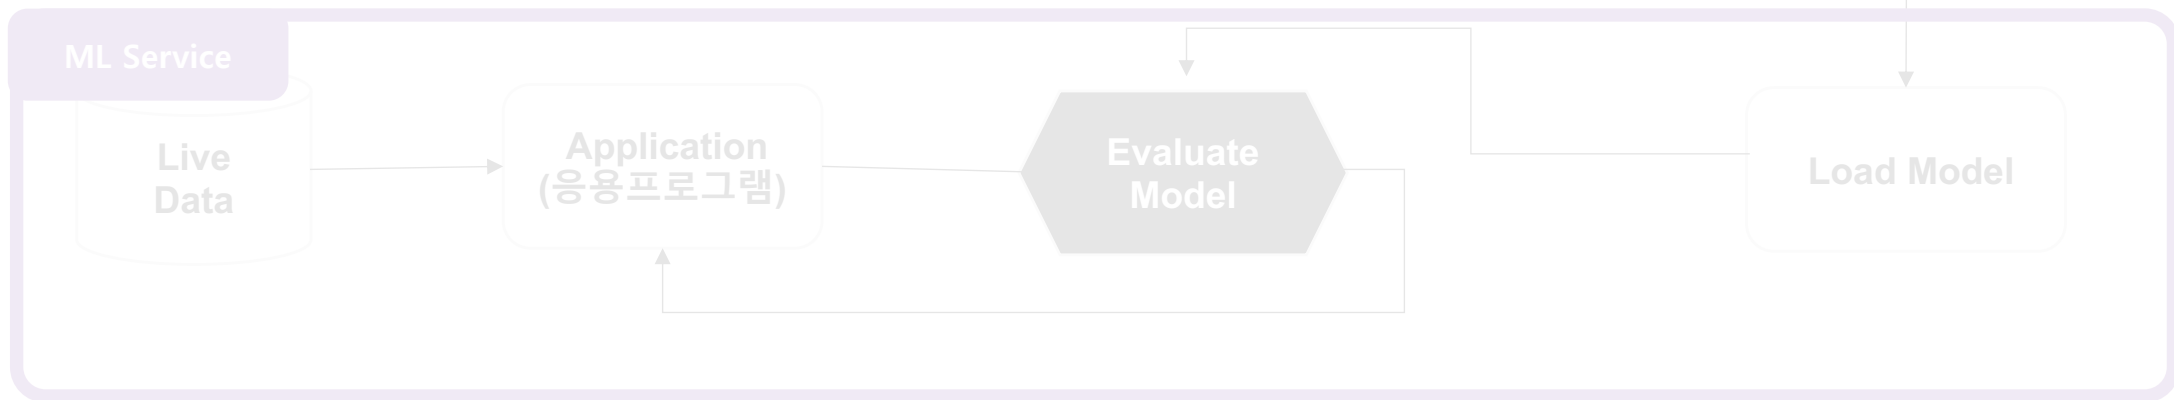 ML Service
Live
Data
Application
(응용프로그램)
Evaluate
Model
Load Model